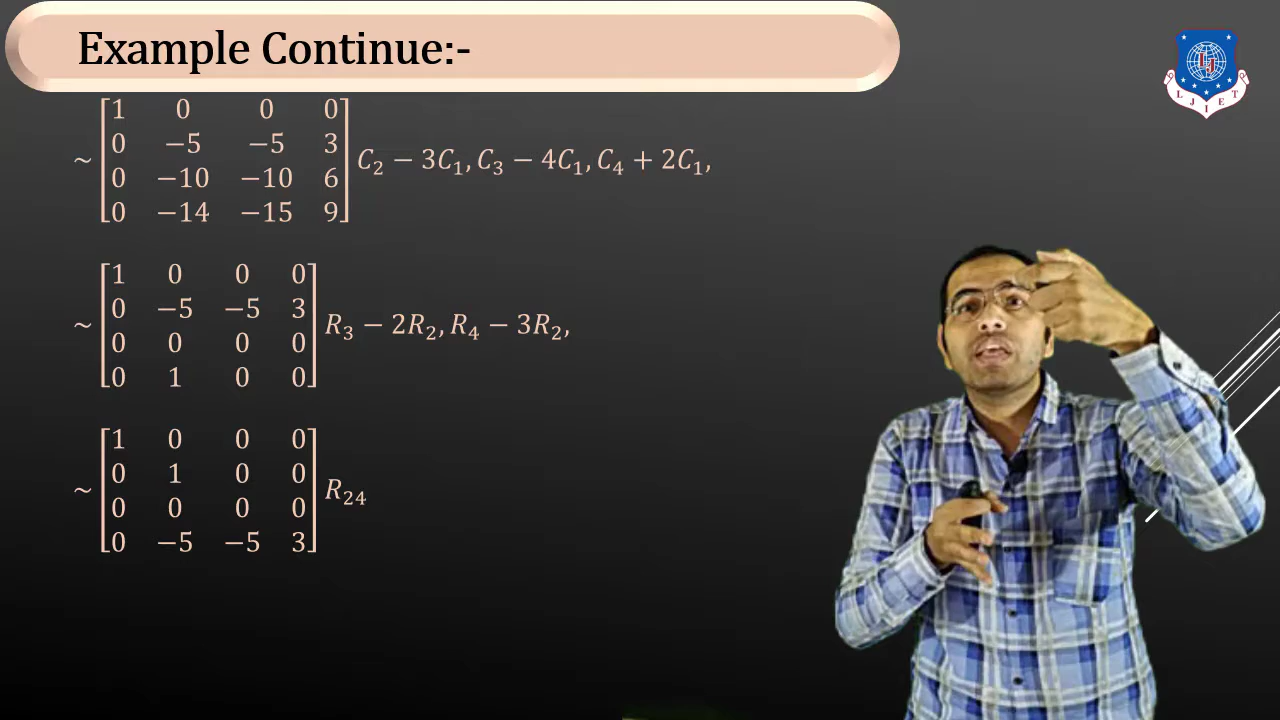 Example Continue:-
LJIET
~ [1 0 0 0
0 −5 −5 3
0 −10 −10 6
0 −14 −15 9] C₂ − 3C₁, C₃ − 4C₁, C₄ + 2C₁,
~ [1 0 0 0
0 −5 −5 3
0 0 0 0
0 1 0 0] R₃ − 2R₂, R₄ − 3R₂,
~ [1 0 0 0
0 1 0 0
0 0 0 0
0 −5 −5 3] R₂₄